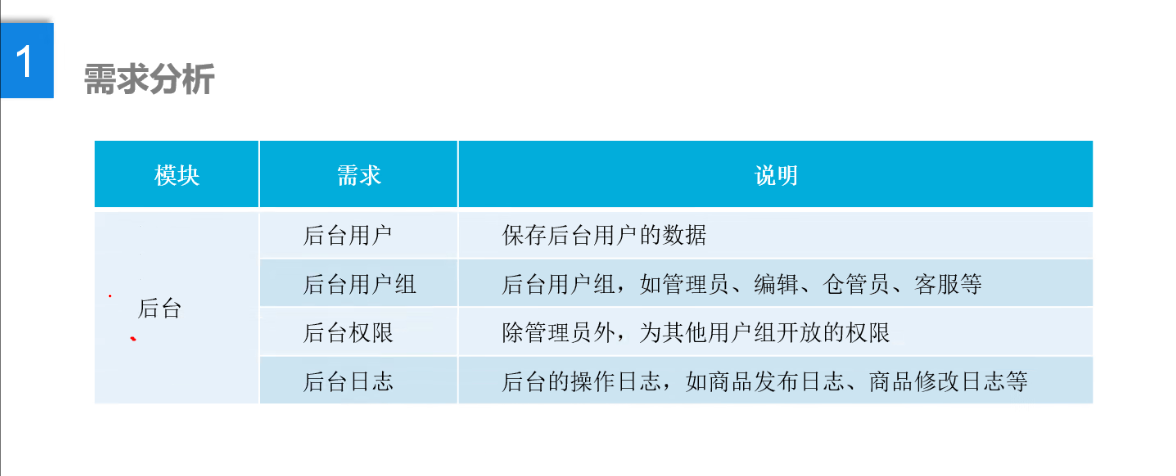 1
需求分析
模块 需求 说明
后台用户 保存后台用户的数据
后台用户组 后台用户组，如管理员、编辑、仓管员、客服等
后台
后台权限 除管理员外，为其他用户组开放的权限
后台日志 后台的操作日志，如商品发布日志、商品修改日志等